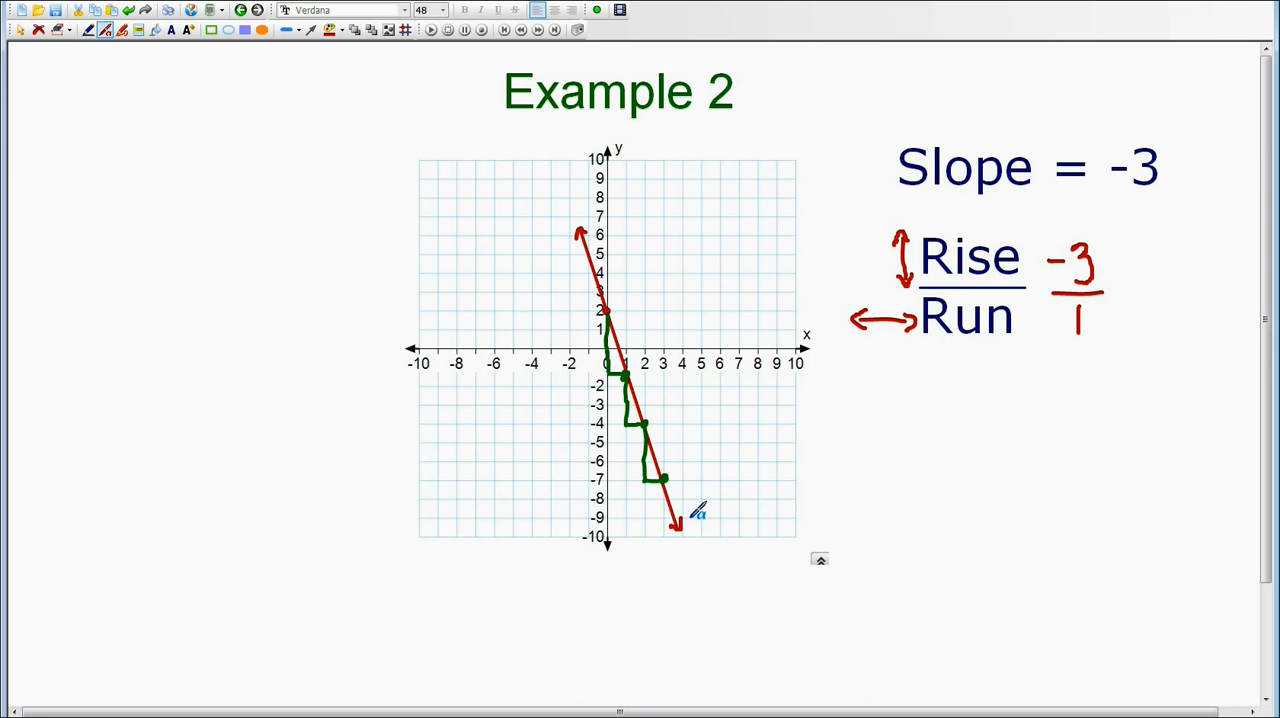 Verdana 48
Example 2
Slope = -3
Rise -3
Run 1
y
10
9
8
7
6
5
4
3
2
1
x
-10 -8 -6 -4 -2 0 1 2 3 4 5 6 7 8 9 10
-2
-3
-4
-5
-6
-7
-8
-9
-10